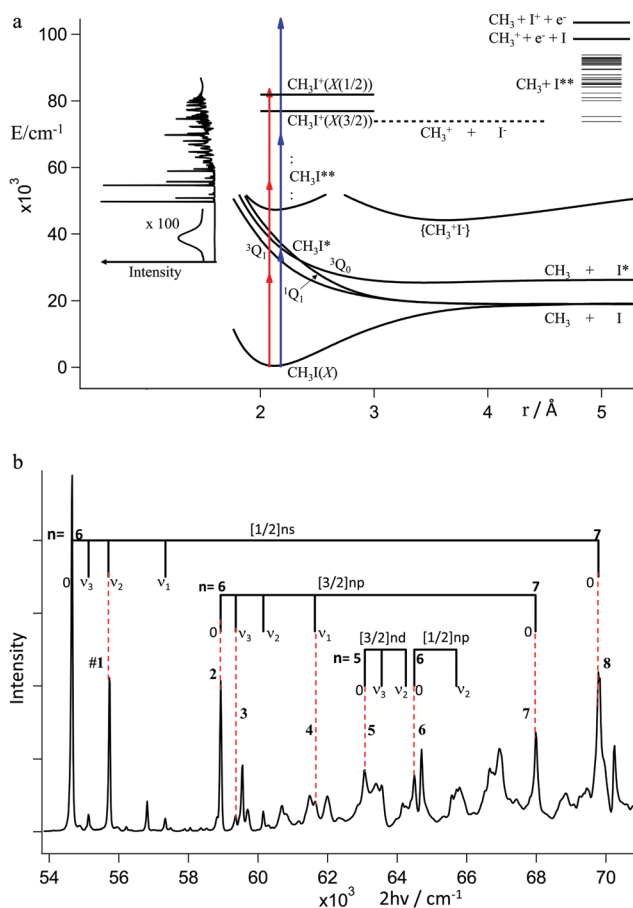 a
100
80
60
40
20
0
E/cm⁻¹
x10³
CH₃ + I⁺ + e⁻
CH₃⁺ + e⁻ + I
CH₃I⁺(X(1/2))
CH₃+ I**
CH₃I⁺(X(3/2))
CH₃⁺ + I⁻
:
CH₃I**
:
x 100
{CH₃⁺I⁻}
CH₃I*
³Q₁
³Q₀
Intensity
¹Q₁
CH₃ + I*
CH₃ + I
CH₃I(X)
2 3 4 5
r / Å
b
n= 6 [1/2]ns 7
0 ν₃ ν₂ ν₁ 0
n= 6 [3/2]np 7
0 ν₃ ν₂ ν₁ 0
[3/2]nd [1/2]np
n= 5 6
0 ν₃ ν₂ 0 ν₂
#1 2 3 4 5 6 7 8
Intensity
54 56 58 60 62 64 66 68 70
x10³ 2hν / cm⁻¹